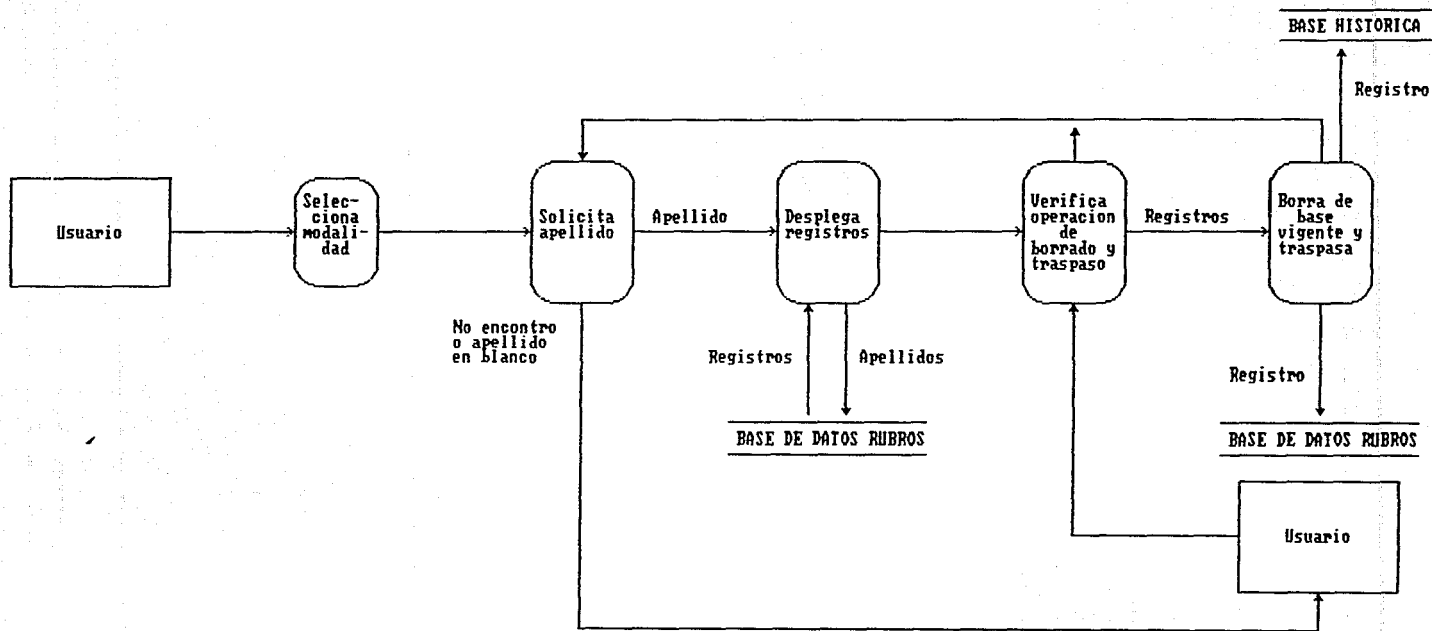 BASE HISTORICA
Registro
Usuario
Selec-
ciona
modali-
dad
Solicita
apellido
Apellido
Desplega
registros
Verifica
operacion
de
borrado y
traspaso
Registros
Borra de
base
vigente y
traspasa
No encontro
o apellido
en blanco
Registros
Apellidos
Registro
BASE DE DATOS RUBROS
BASE DE DATOS RUBROS
Usuario